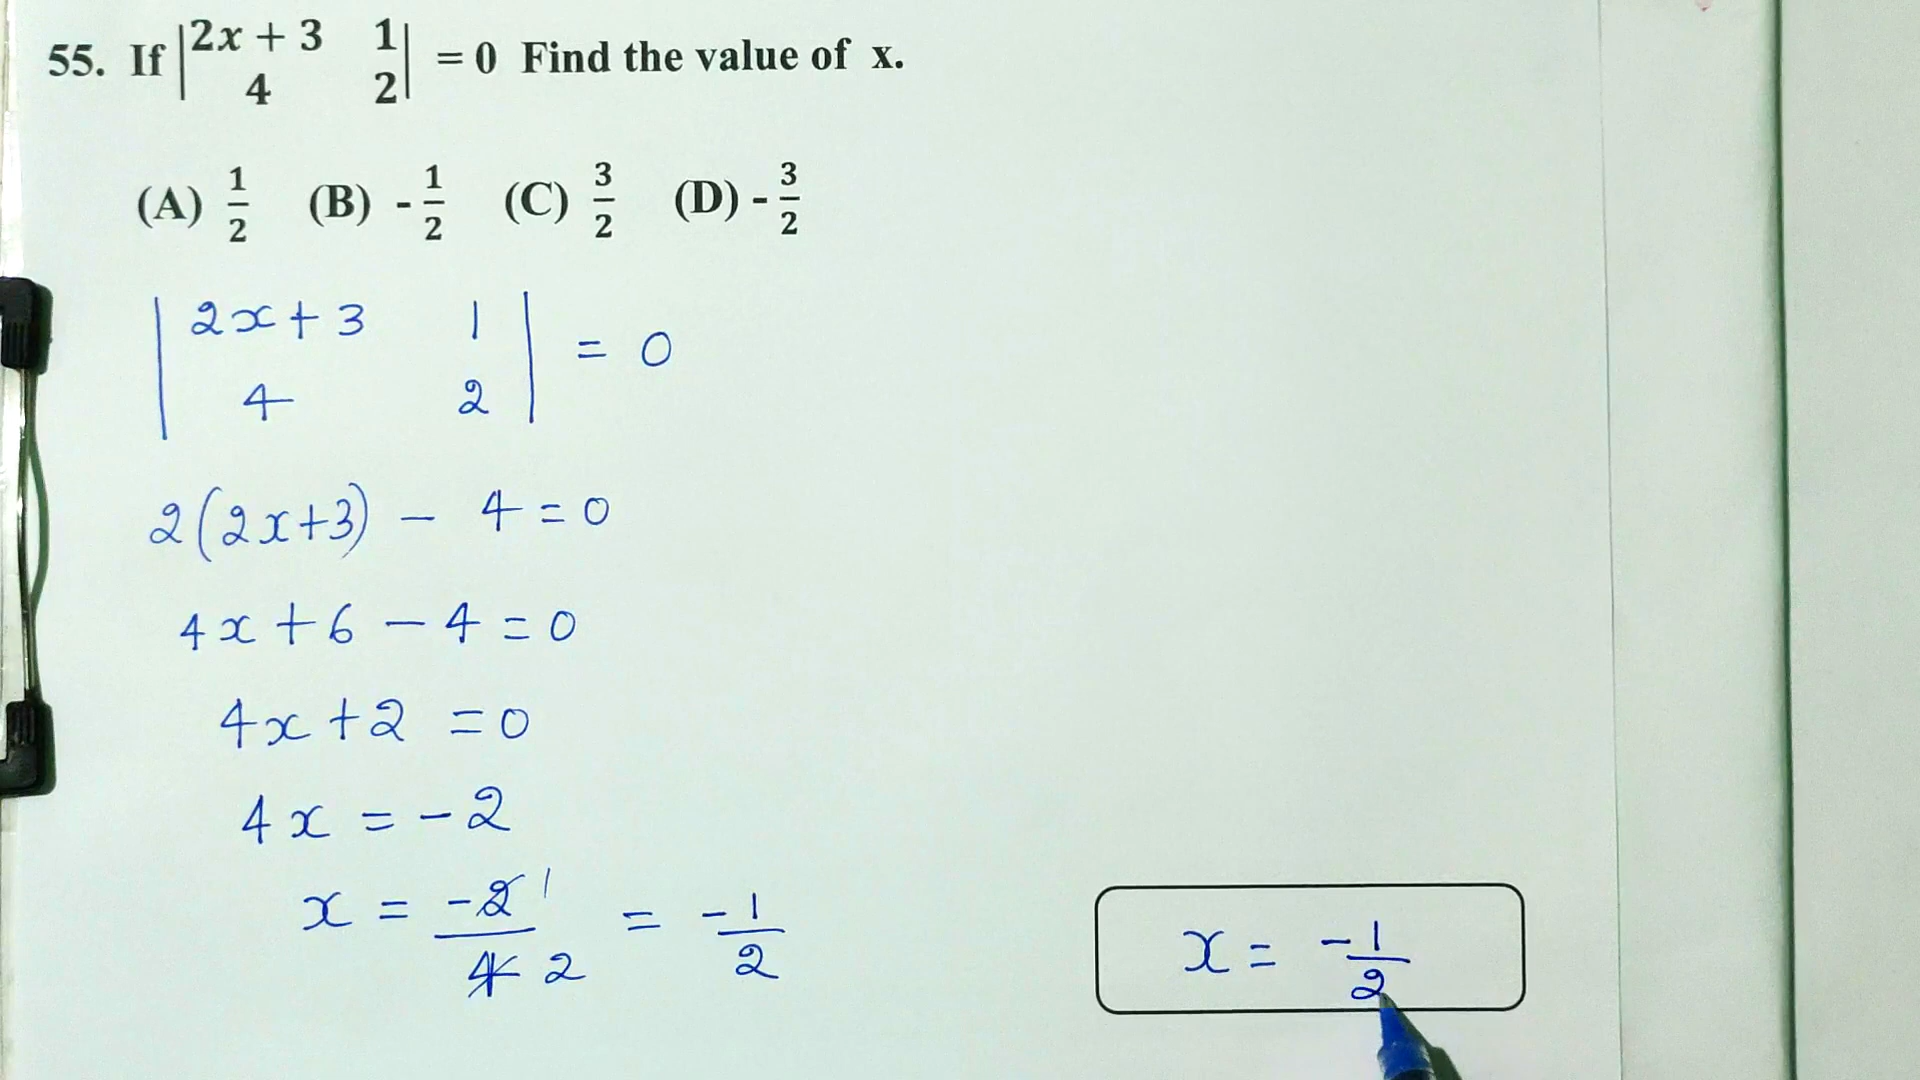 55. If |2x + 3 1| = 0 Find the value of x.
|4 2|
(A) 1/2 (B) - 1/2 (C) 3/2 (D) - 3/2
|2x + 3 1| = 0
|4 2|
2(2x+3) - 4 = 0
4x + 6 - 4 = 0
4x + 2 = 0
4x = -2
x = -2 1 / 4 2 = -1/2
x = -1/2